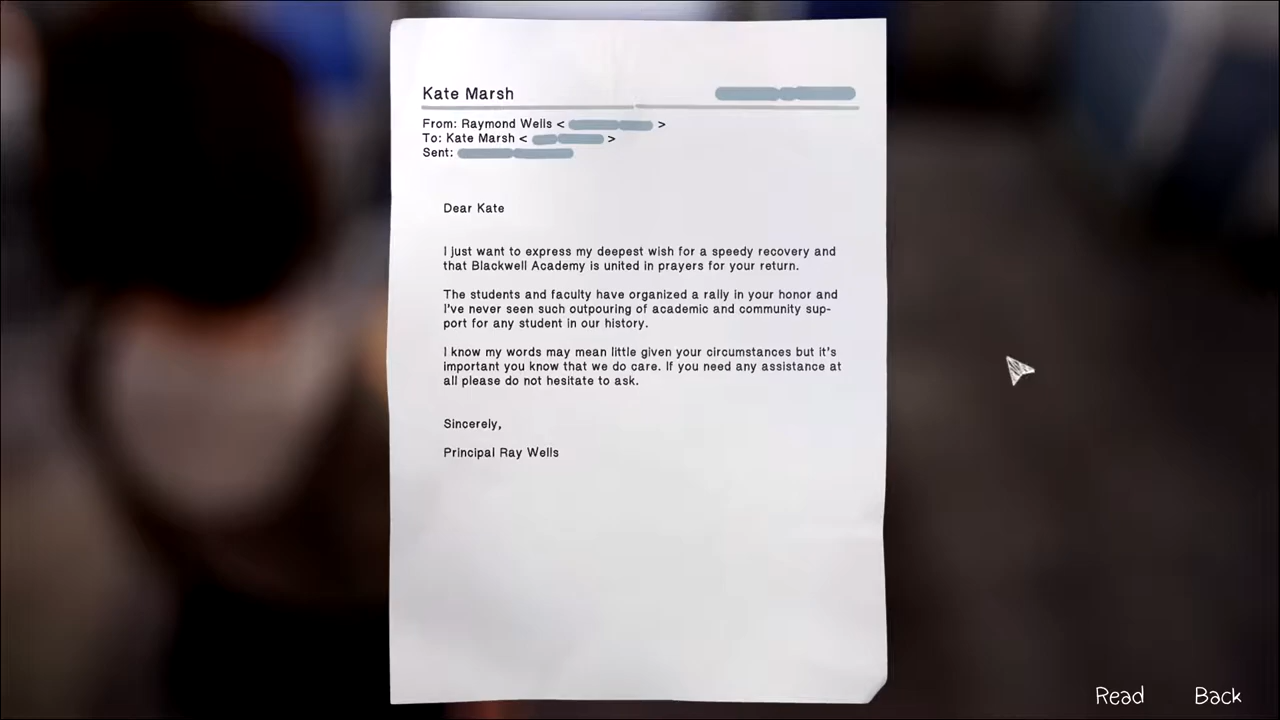 Kate Marsh
From: Raymond Wells < >
To: Kate Marsh < >
Sent:
Dear Kate
I just want to express my deepest wish for a speedy recovery and
that Blackwell Academy is united in prayers for your return.
The students and faculty have organized a rally in your honor and
I've never seen such outpouring of academic and community sup-
port for any student in our history.
I know my words may mean little given your circumstances but it's
important you know that we do care. If you need any assistance at
all please do not hesitate to ask.
Sincerely,
Principal Ray Wells
Read Back